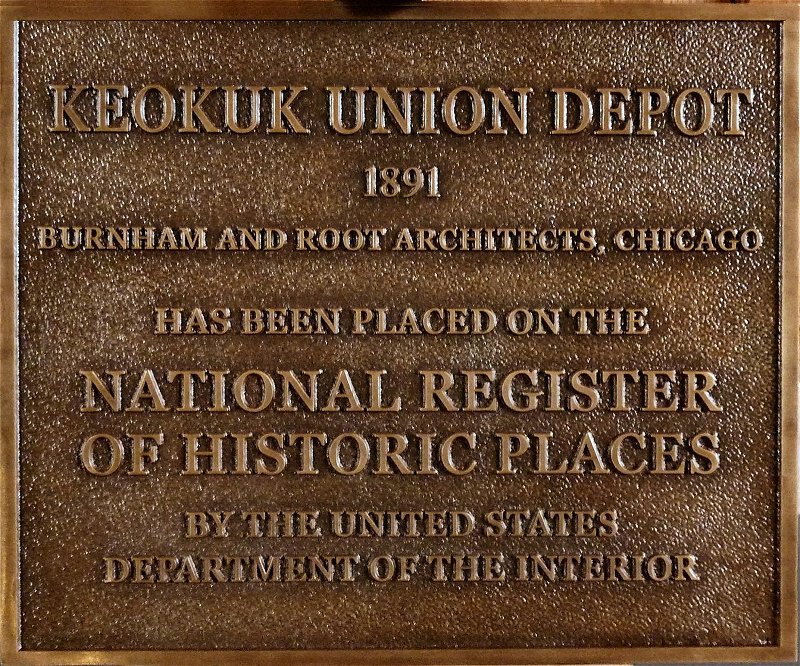 KEOKUK UNION DEPOT
1891
BURNHAM AND ROOT ARCHITECTS, CHICAGO
HAS BEEN PLACED ON THE
NATIONAL REGISTER
OF HISTORIC PLACES
BY THE UNITED STATES
DEPARTMENT OF THE INTERIOR